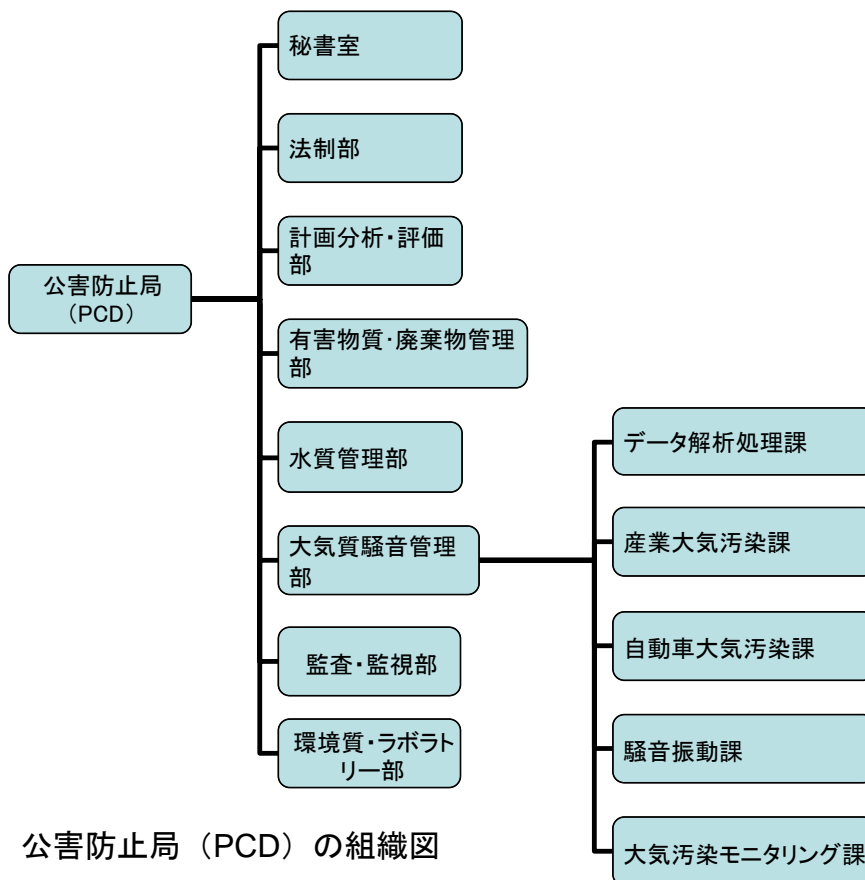 秘書室
法制部
計画分析・評価
部
公害防止局
（PCD）
有害物質・廃棄物管理
部
水質管理部
大気質騒音管理
部
監査・監視部
環境質・ラボラト
リー部
データ解析処理課
産業大気汚染課
自動車大気汚染課
騒音振動課
大気汚染モニタリング課
公害防止局（PCD）の組織図